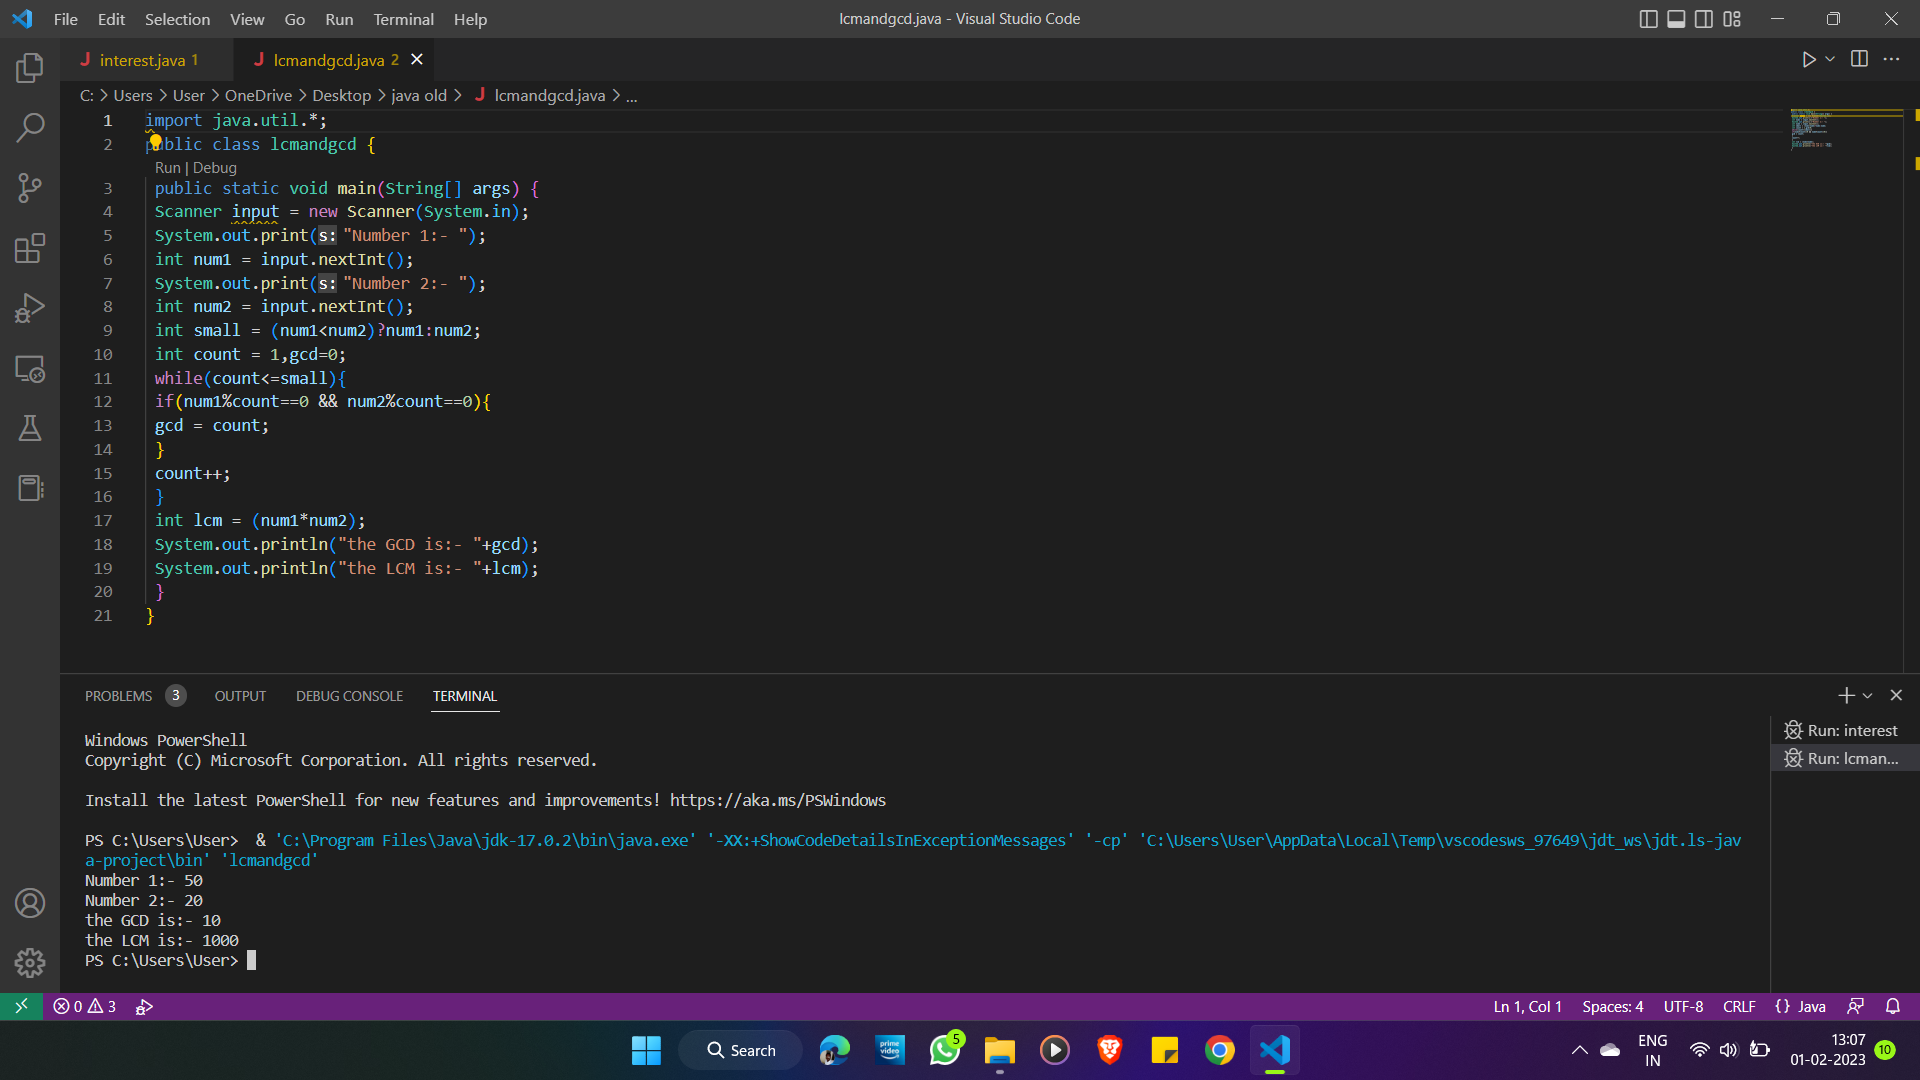 File Edit Selection View Go Run Terminal Help
lcmandgcd.java - Visual Studio Code
J interest.java 1
J lcmandgcd.java 2
C: > Users > User > OneDrive > Desktop > java old > J lcmandgcd.java > ...
1 import java.util.*;
2 public class lcmandgcd {
Run | Debug
3 public static void main(String[] args) {
4 Scanner input = new Scanner(System.in);
5 System.out.print(s: "Number 1:- ");
6 int num1 = input.nextInt();
7 System.out.print(s: "Number 2:- ");
8 int num2 = input.nextInt();
9 int small = (num1<num2)?num1:num2;
10 int count = 1,gcd=0;
11 while(count<=small){
12 if(num1%count==0 && num2%count==0){
13 gcd = count;
14 }
15 count++;
16 }
17 int lcm = (num1*num2);
18 System.out.println("the GCD is:- "+gcd);
19 System.out.println("the LCM is:- "+lcm);
20 }
21 }
PROBLEMS 3 OUTPUT DEBUG CONSOLE TERMINAL
Run: interest
Run: lcman...
Windows PowerShell
Copyright (C) Microsoft Corporation. All rights reserved.
Install the latest PowerShell for new features and improvements! https://aka.ms/PSWindows
PS C:\Users\User>  & 'C:\Program Files\Java\jdk-17.0.2\bin\java.exe' '-XX:+ShowCodeDetailsInExceptionMessages' '-cp' 'C:\Users\User\AppData\Local\Temp\vscodesws_97649\jdt_ws\jdt.ls-jav
a-project\bin' 'lcmandgcd'
Number 1:- 50
Number 2:- 20
the GCD is:- 10
the LCM is:- 1000
PS C:\Users\User>
0 3
Ln 1, Col 1 Spaces: 4 UTF-8 CRLF {} Java
Search
prime video
5
ENG
IN
13:07
01-02-2023
10